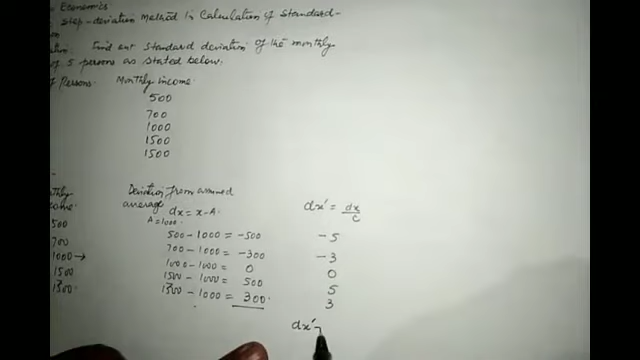 Economics
Step-deviation Method in Calculation of Standard-
Find out Standard deviation of the monthly
of 5 persons as stated below.
Persons. Monthly income.
500
700
1000
1500
1500
Deviation from assumed
average dx = x-A.
A=1000.
dx' = dx/c
500
700
1000 →
1500
500 - 1000 = -500
-5
700 - 1000 = -300
-3
1000 - 1000 = 0
0
1500 - 1000 = 500
5
- 1000 = 300.
3
dx'